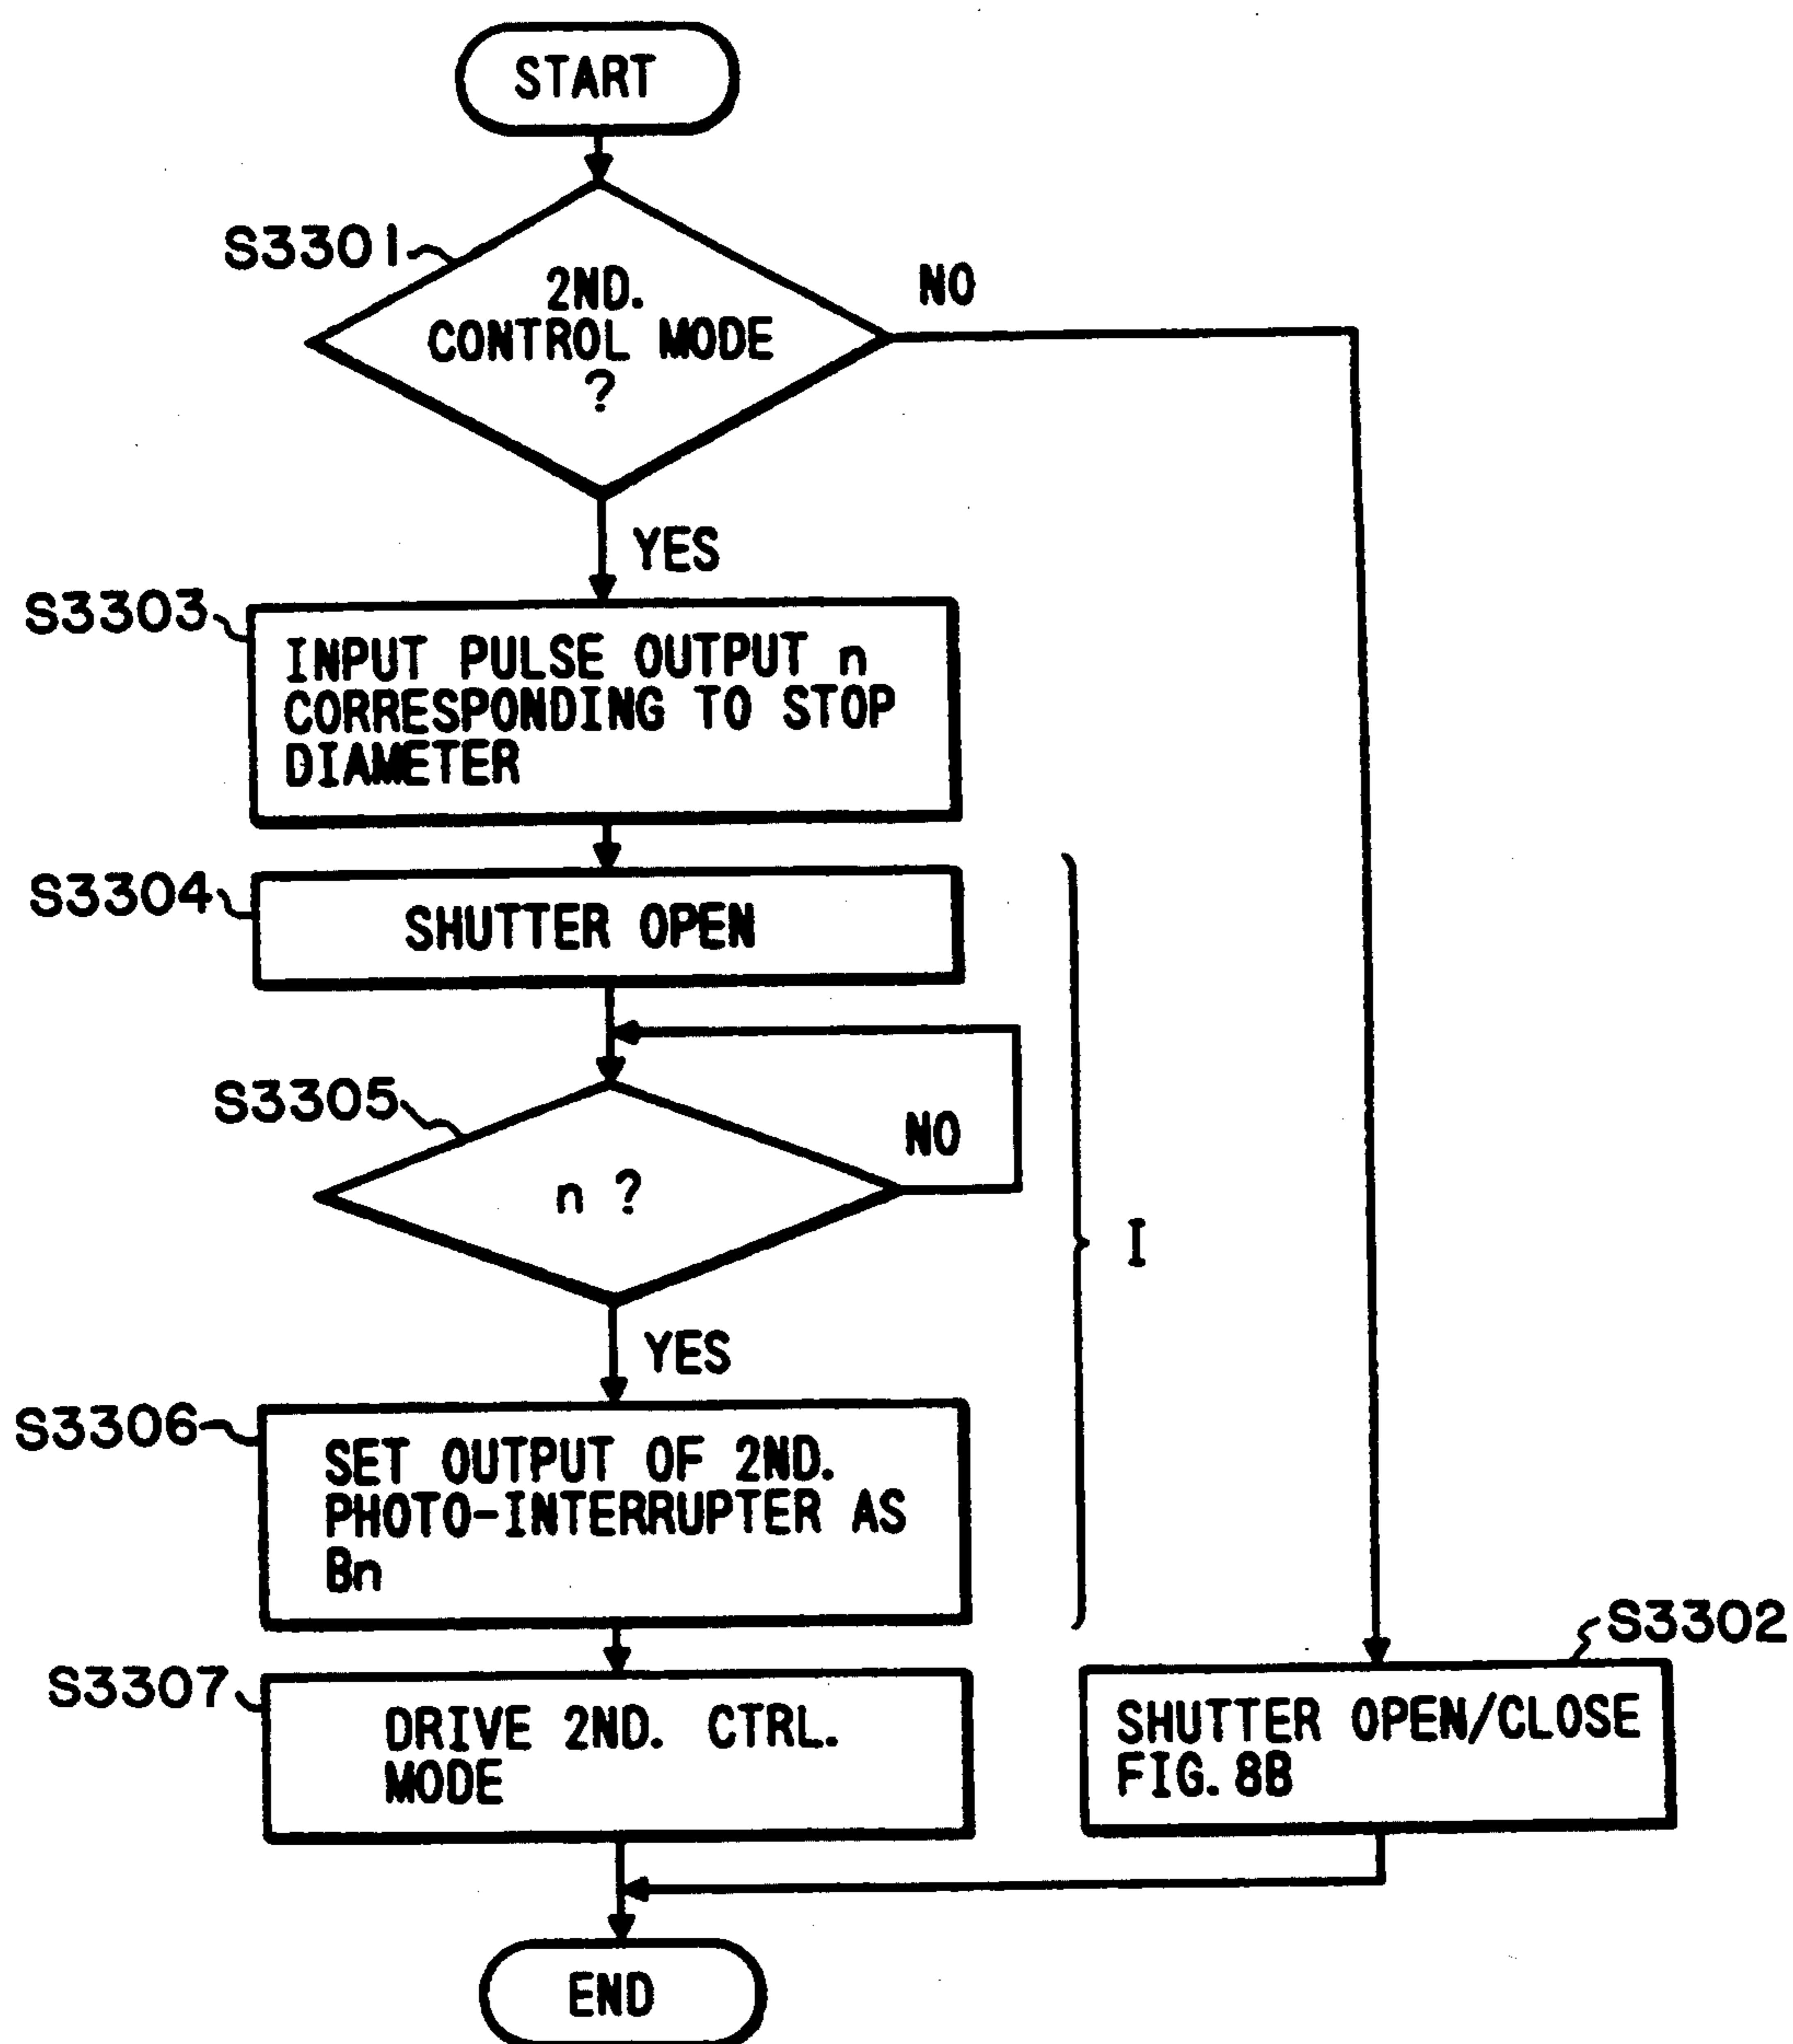 START
S3301
2ND.
CONTROL MODE
?
NO
YES
S3303
INPUT PULSE OUTPUT n
CORRESPONDING TO STOP
DIAMETER
S3304
SHUTTER OPEN
S3305
n ?
NO
I
YES
S3306
SET OUTPUT OF 2ND.
PHOTO-INTERRUPTER AS
Bn
S3307
DRIVE 2ND. CTRL.
MODE
S3302
SHUTTER OPEN/CLOSE
FIG. 8B
END